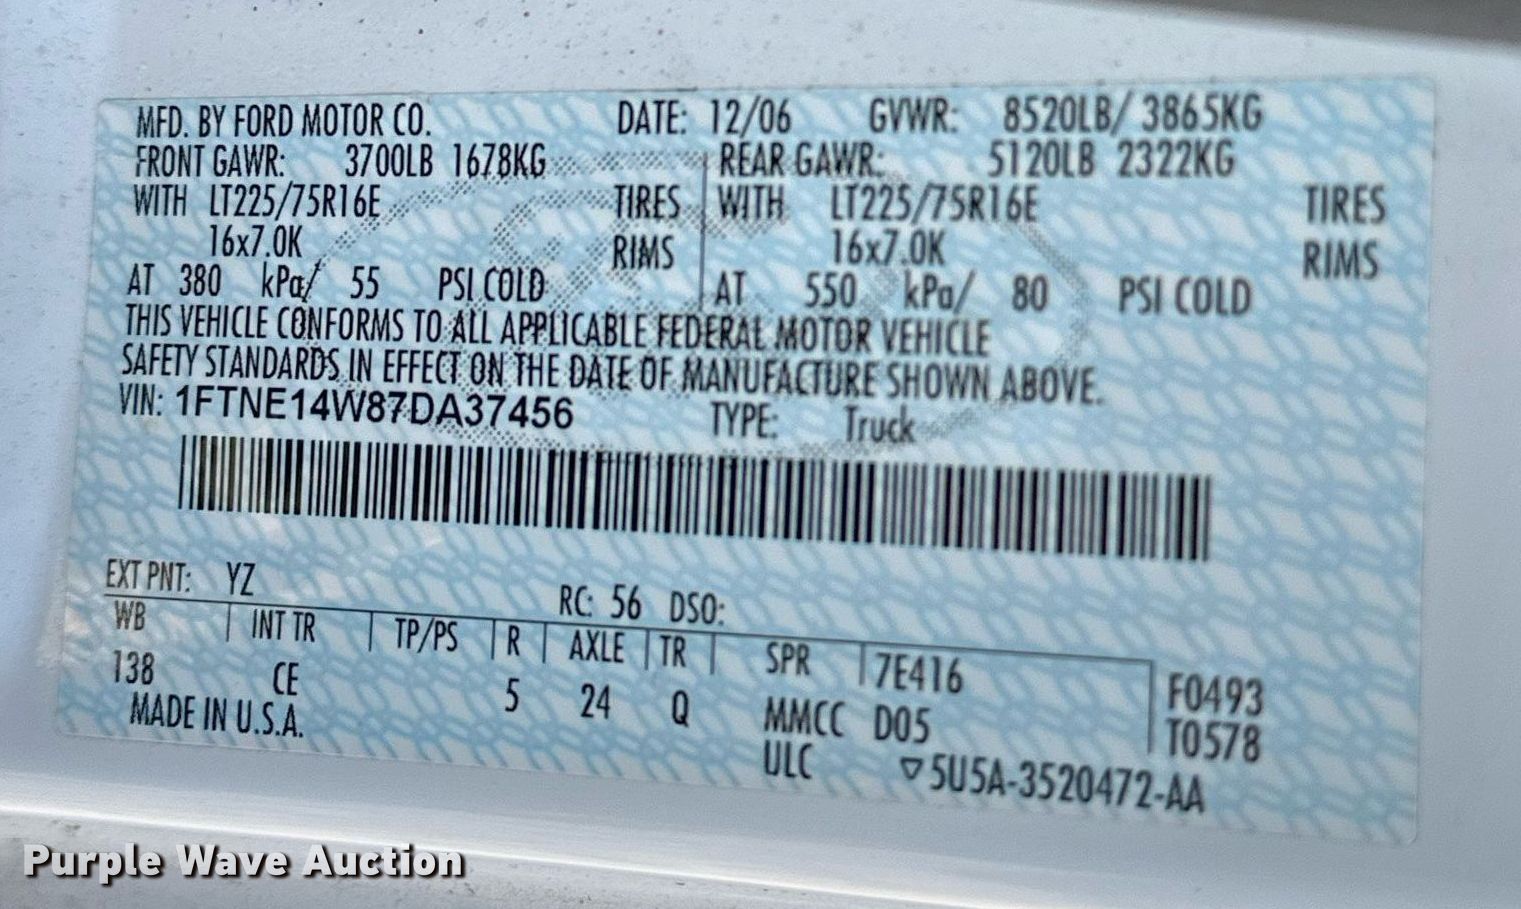 MFD. BY FORD MOTOR CO. DATE: 12/06 GVWR: 8520LB/ 3865KG
FRONT GAWR: 3700LB 1678KG REAR GAWR: 5120LB 2322KG
WITH LT225/75R16E TIRES WITH LT225/75R16E TIRES
16x7.0K RIMS 16x7.0K RIMS
AT 380 kPa/ 55 PSI COLD AT 550 kPa/ 80 PSI COLD
THIS VEHICLE CONFORMS TO ALL APPLICABLE FEDERAL MOTOR VEHICLE
SAFETY STANDARDS IN EFFECT ON THE DATE OF MANUFACTURE SHOWN ABOVE.
VIN: 1FTNE14W87DA37456 TYPE: Truck
EXT PNT: YZ RC: 56 DSO:
WB INT TR TP/PS R AXLE TR SPR 7E416 F0493
138 CE 5 24 Q MMCC D05 T0578
MADE IN U.S.A. ULC ▽5U5A-3520472-AA
Purple Wave Auction